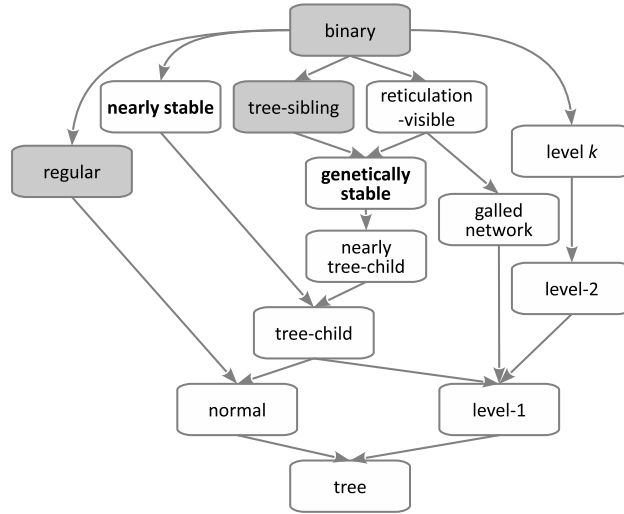 binary
nearly stable
tree-sibling
reticulation
-visible
level k
regular
genetically
stable
galled
network
nearly
tree-child
level-2
tree-child
normal
level-1
tree